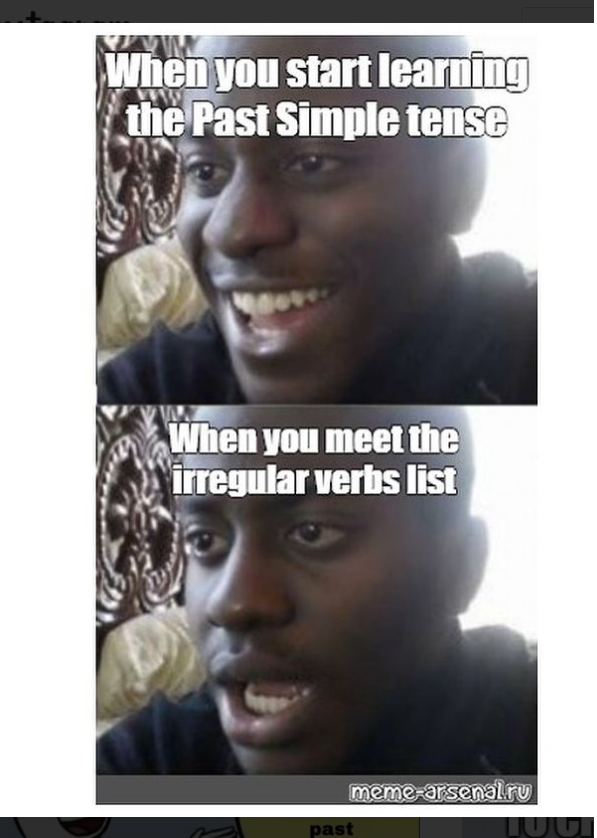 When you start learning
the Past Simple tense
When you meet the
irregular verbs list
meme-arsenal.ru
past